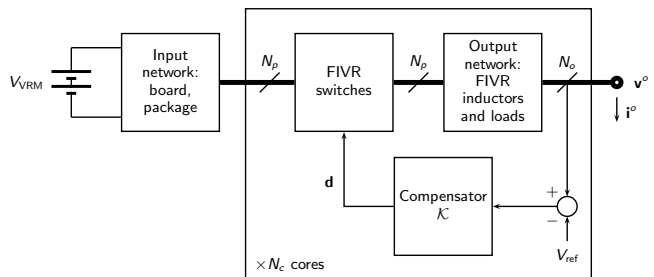 V_VRM
Input
network:
board,
package
N_p
FIVR
switches
N_p
Output
network:
FIVR
inductors
and loads
N_o
v^o
i^o
d
Compensator
𝒦
+
−
V_ref
×N_c cores